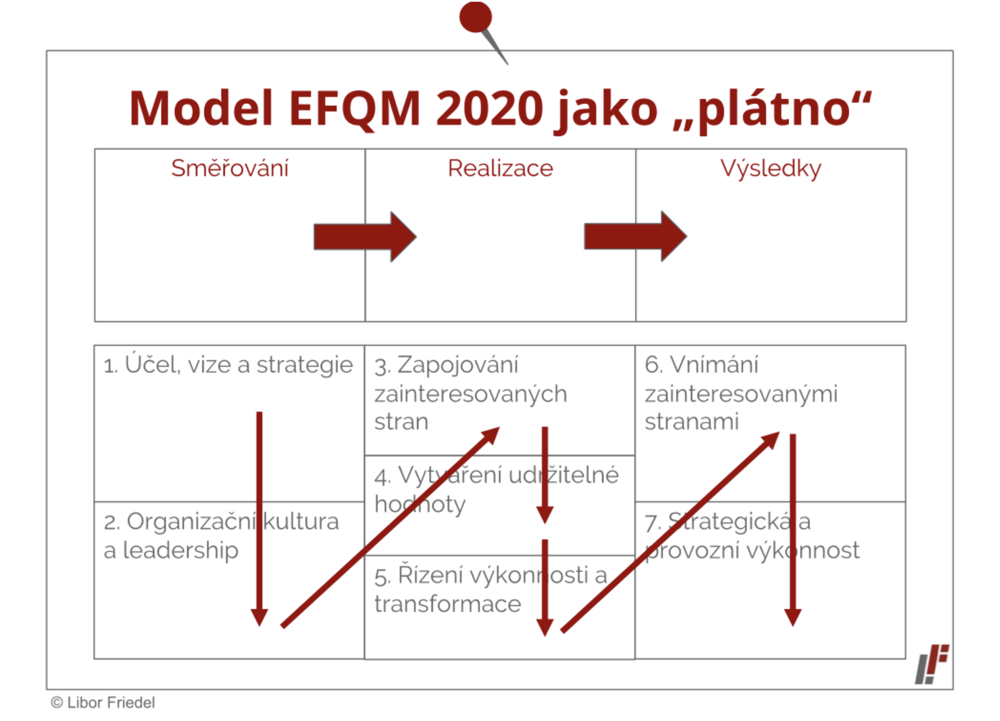 Model EFQM 2020 jako „plátno“
Směřování
Realizace
Výsledky
1. Účel, vize a strategie
2. Organizační kultura
a leadership
3. Zapojování
zainteresovaných
stran
4. Vytváření udržitelné
hodnoty
5. Řízení výkonnosti a
transformace
6. Vnímání
zainteresovanými
stranami
7. Strategická a
provozní výkonnost
© Libor Friedel